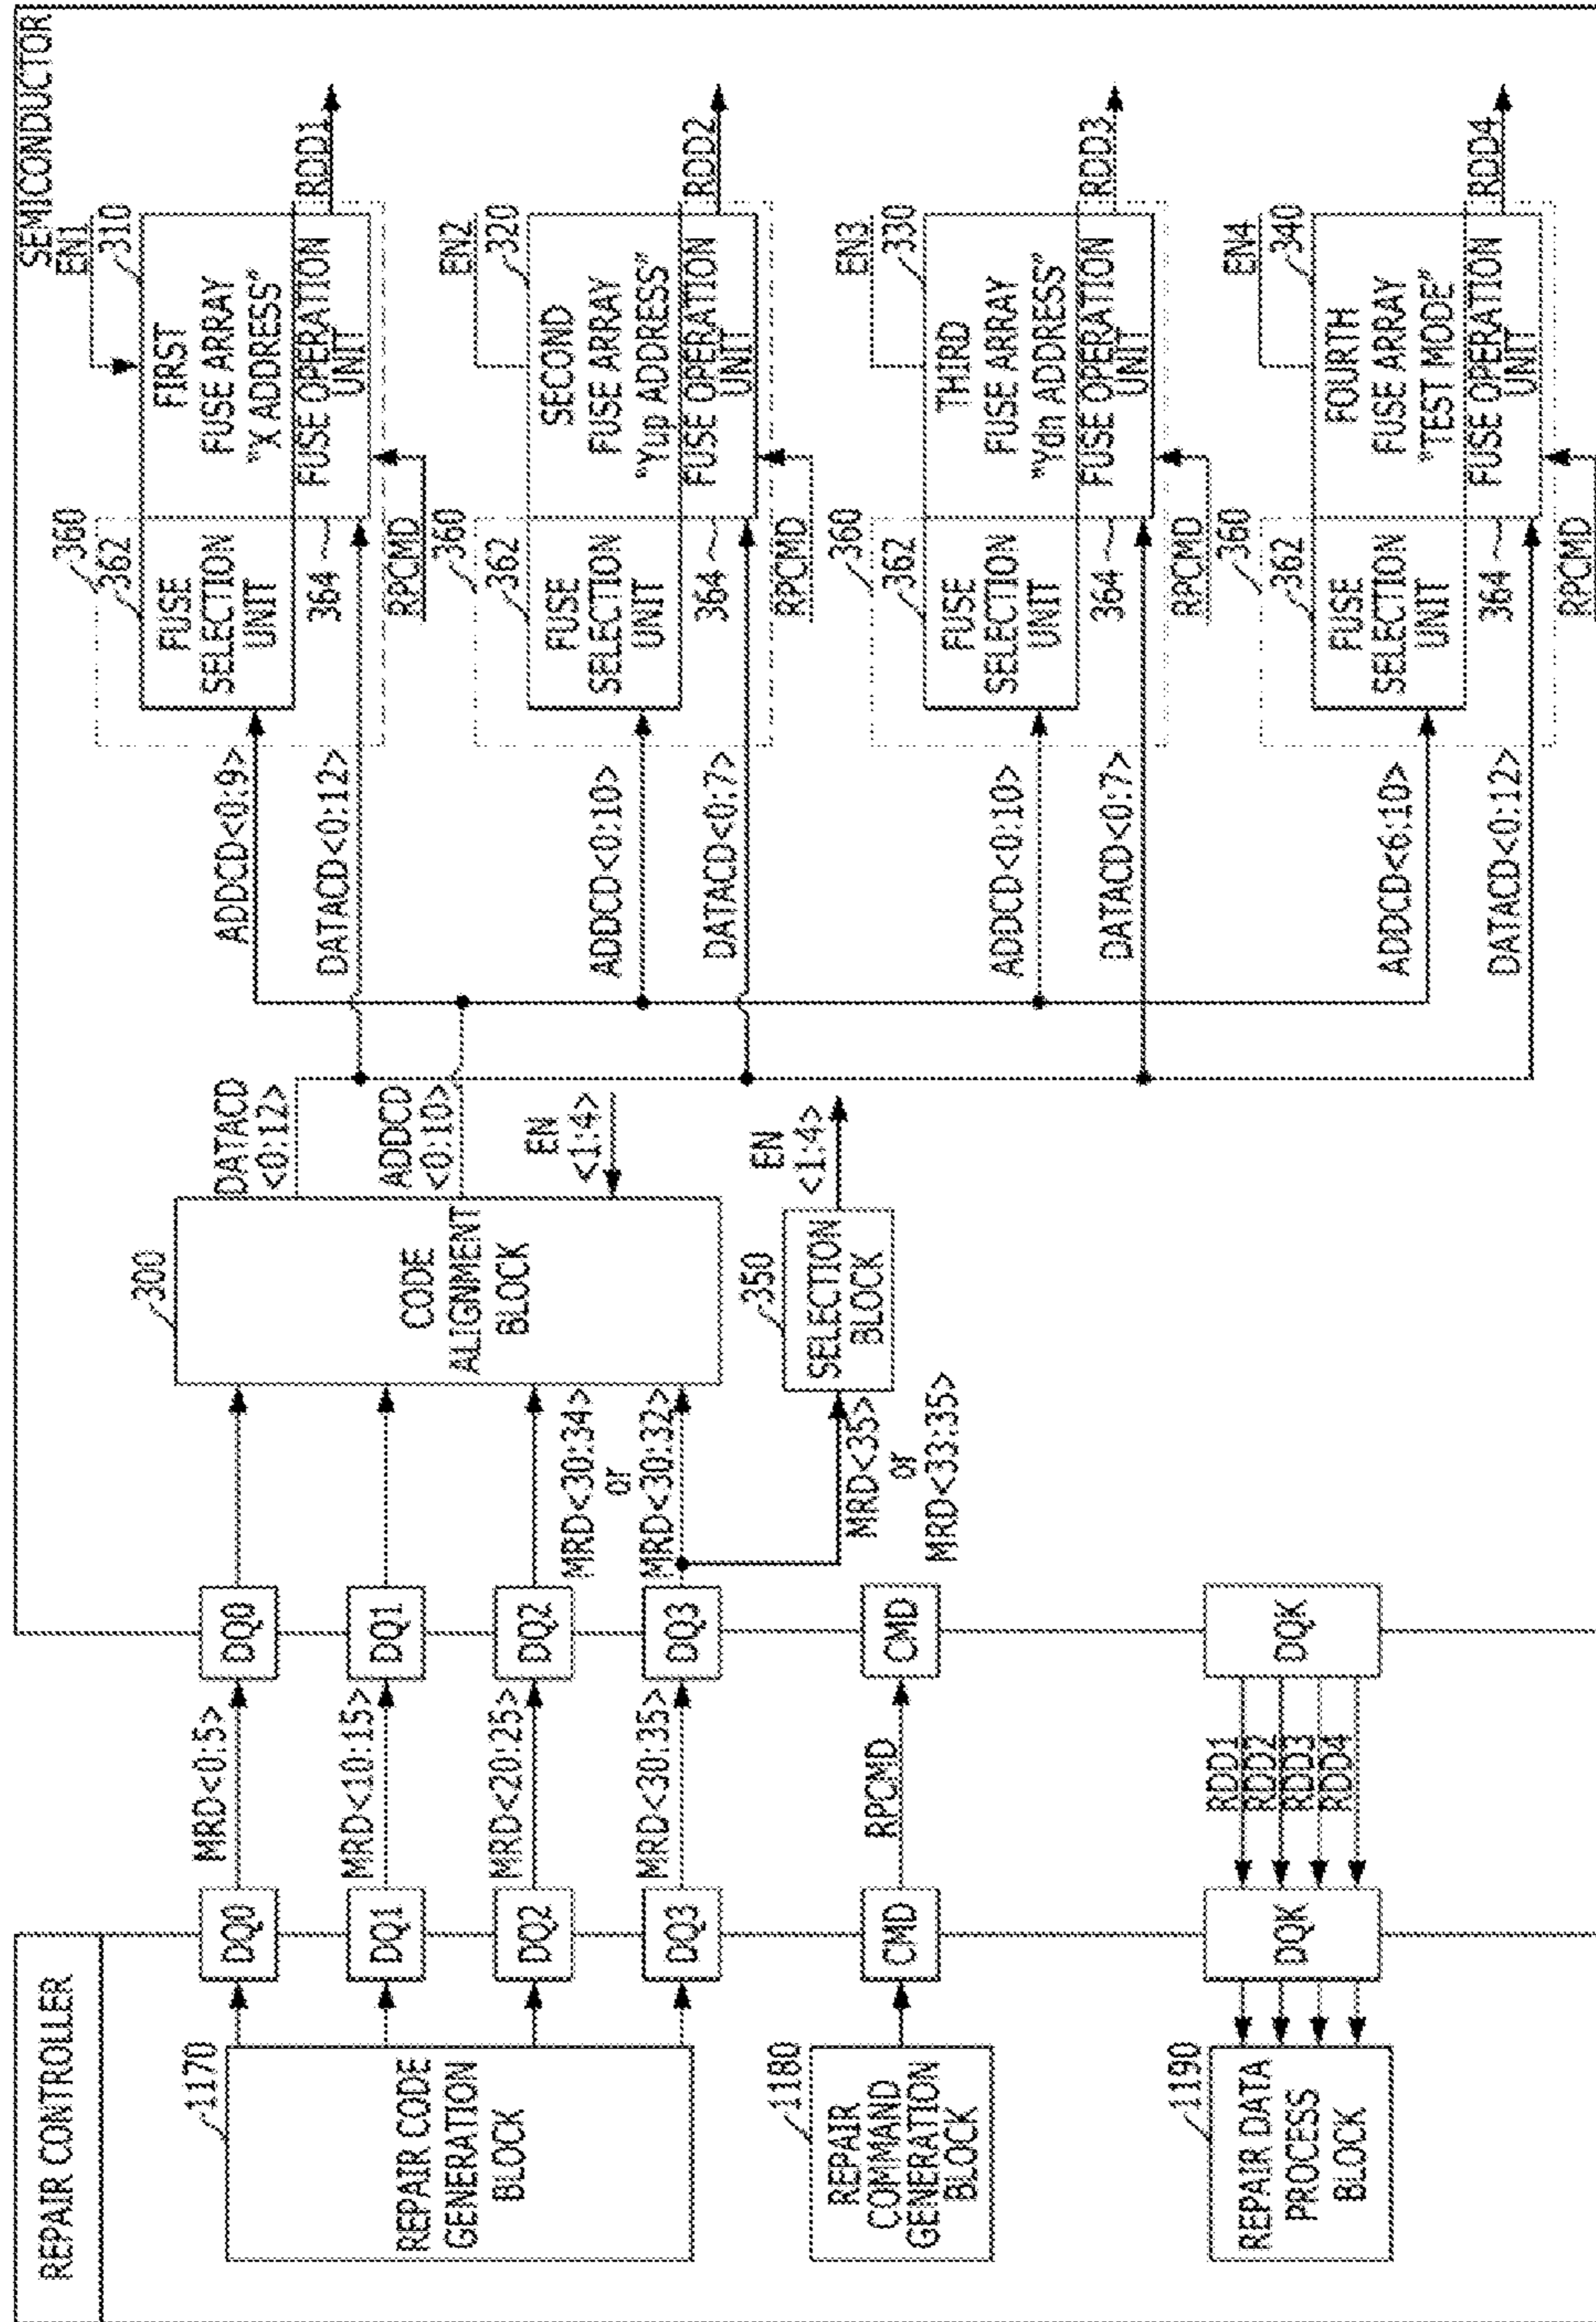 REPAIR CONTROLLER
1170
REPAIR CODE
GENERATION
BLOCK
1180
REPAIR
COMMAND
GENERATION
BLOCK
1190
REPAIR DATA
PROCESS
BLOCK
DQ0
DQ1
DQ2
DQ3
CMD
DQK
MRD<0:5>
MRD<10:15>
MRD<20:25>
MRD<30:35>
RPCMD
RDD1
RDD2
RDD3
RDD4
SEMICONDUCTOR
DQ0
DQ1
DQ2
DQ3
CMD
DQK
MRD<30:34>
or
MRD<30:32>
MRD<35>
or
MRD<33:35>
300
CODE
ALIGNMENT
BLOCK
350
SELECTION
BLOCK
DATACD
<0:12>
ADDCD
<0:10>
EN
<1:4>
EN
<1:4>
ADDCD<0:9>
DATACD<0:12>
360
362
FUSE
SELECTION
UNIT
364
RPCMD
EN1
310
FIRST
FUSE ARRAY
"X ADDRESS"
FUSE OPERATION
UNIT
RDD1
ADDCD<0:10>
DATACD<0:7>
360
362
FUSE
SELECTION
UNIT
364
RPCMD
EN2
320
SECOND
FUSE ARRAY
"Yup ADDRESS"
FUSE OPERATION
UNIT
RDD2
ADDCD<0:10>
DATACD<0:7>
360
362
FUSE
SELECTION
UNIT
364
RPCMD
EN3
330
THIRD
FUSE ARRAY
"Ydn ADDRESS"
FUSE OPERATION
UNIT
RDD3
ADDCD<6:10>
DATACD<0:12>
360
362
FUSE
SELECTION
UNIT
364
RPCMD
EN4
340
FOURTH
FUSE ARRAY
"TEST MODE"
FUSE OPERATION
UNIT
RDD4